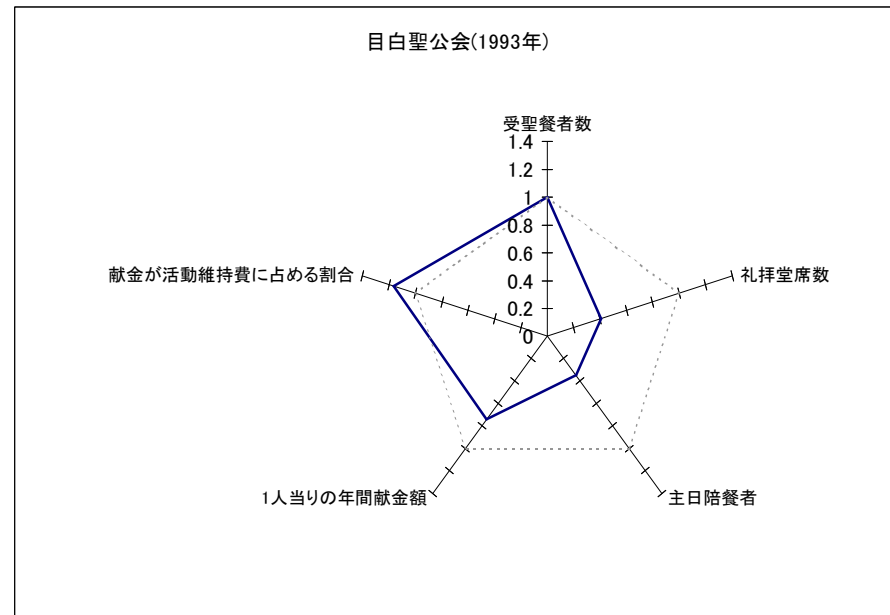 目白聖公会(1993年)
受聖餐者数
1.4
1.2
1
0.8
0.6
0.4
0.2
0
献金が活動維持費に占める割合
礼拝堂席数
1人当りの年間献金額
主日陪餐者